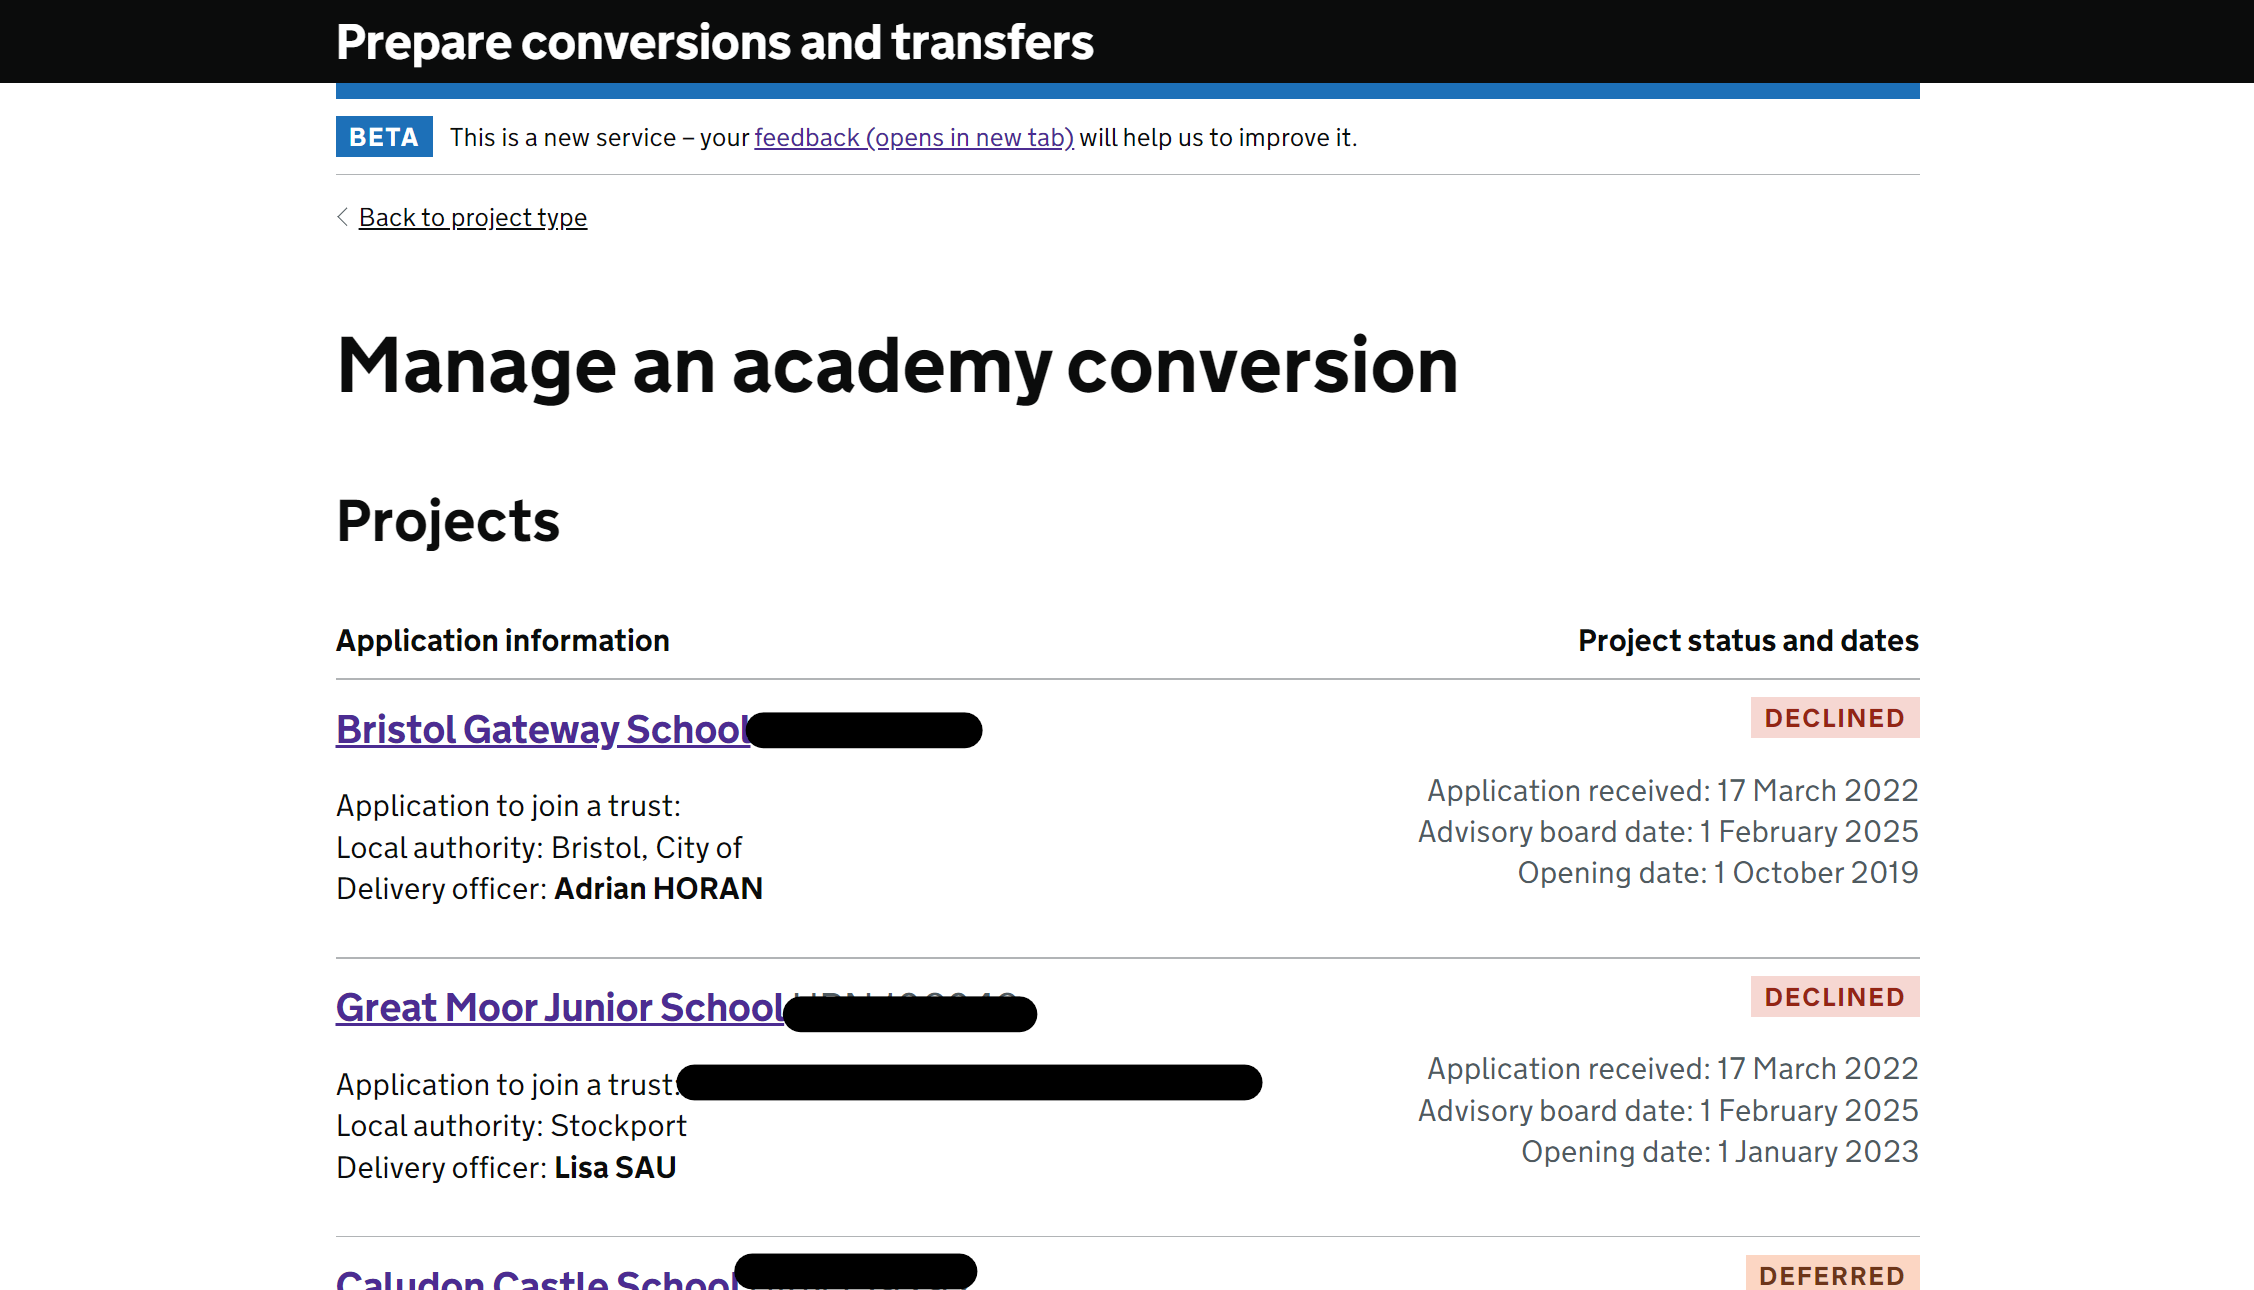 Prepare conversions and transfers
BETA This is a new service – your feedback (opens in new tab) will help us to improve it.
Back to project type
Manage an academy conversion
Projects
Application information Project status and dates
Bristol Gateway School DECLINED
Application to join a trust:
Local authority: Bristol, City of
Delivery officer: Adrian HORAN
Application received: 17 March 2022
Advisory board date: 1 February 2025
Opening date: 1 October 2019
Great Moor Junior School DECLINED
Application to join a trust:
Local authority: Stockport
Delivery officer: Lisa SAU
Application received: 17 March 2022
Advisory board date: 1 February 2025
Opening date: 1 January 2023
Caludon Castle School DEFERRED